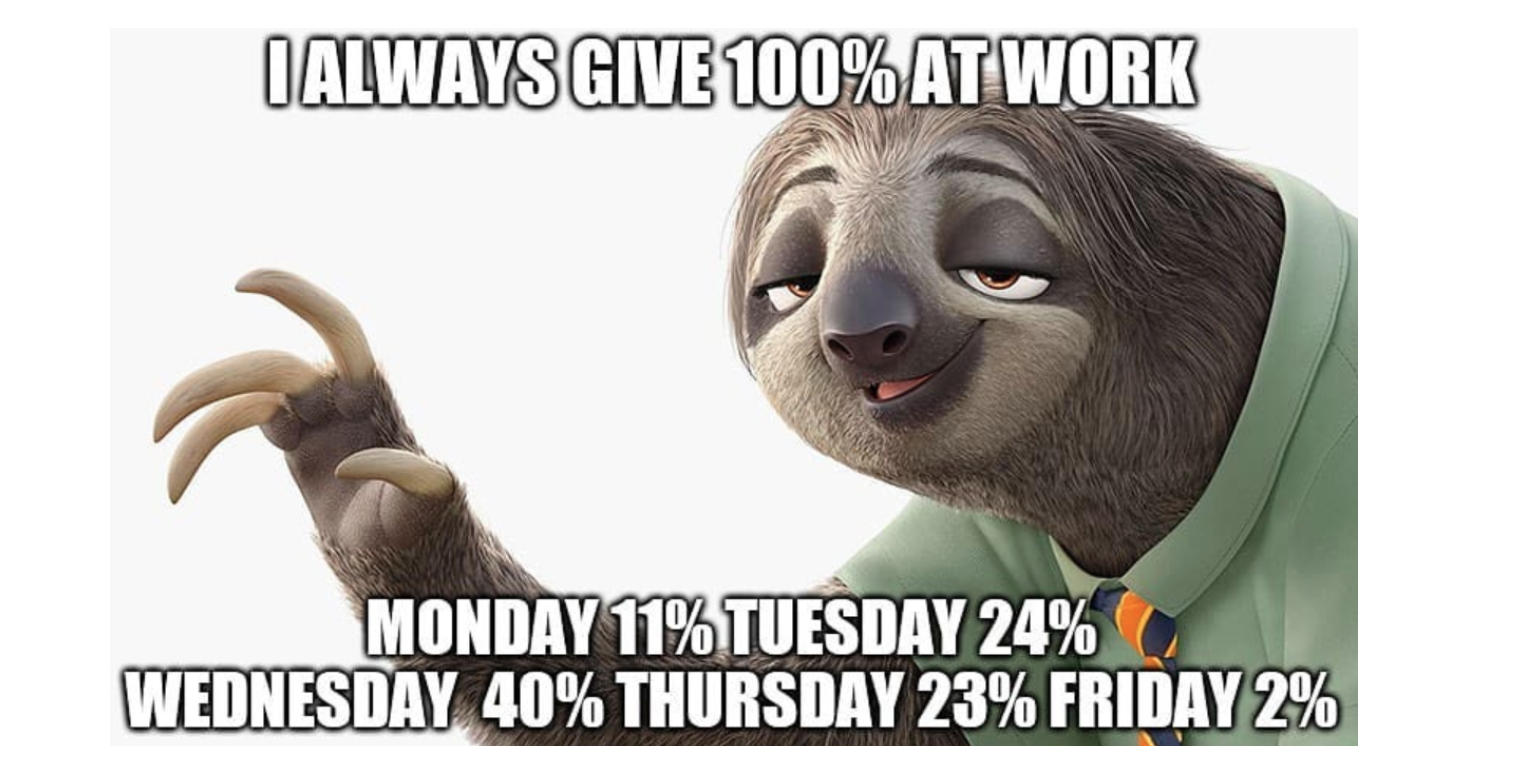 I ALWAYS GIVE 100% AT WORK
MONDAY 11% TUESDAY 24%
WEDNESDAY 40% THURSDAY 23% FRIDAY 2%